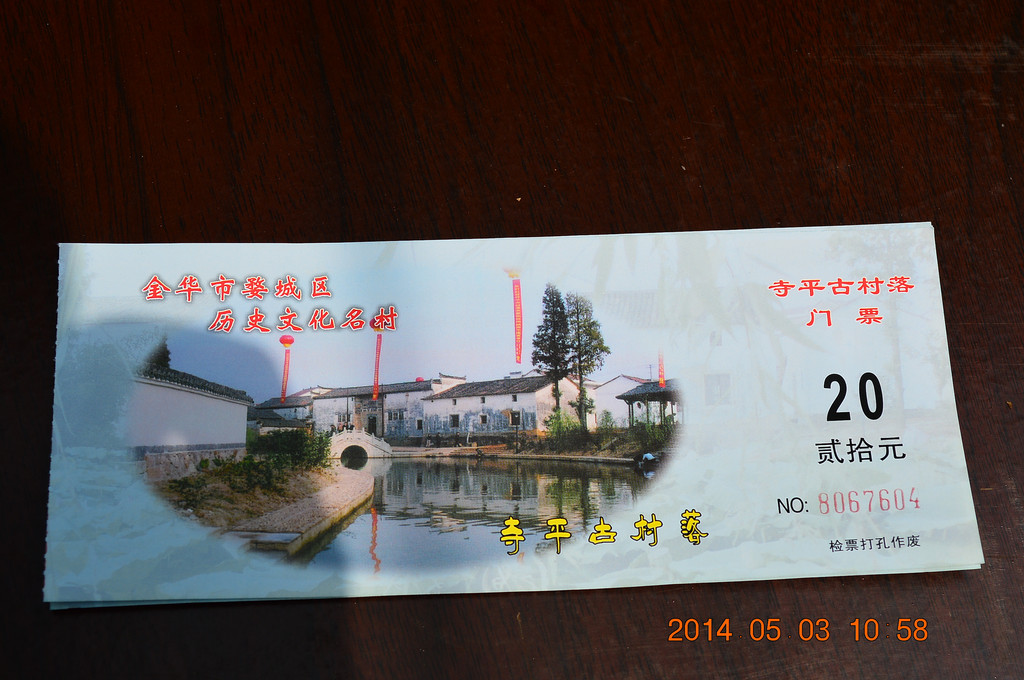 金华市婺城区
历史文化名村
寺平古村落
寺平古村落
门票
20
贰拾元
NO: 8067604
检票打孔作废
2014 05 03 10 58